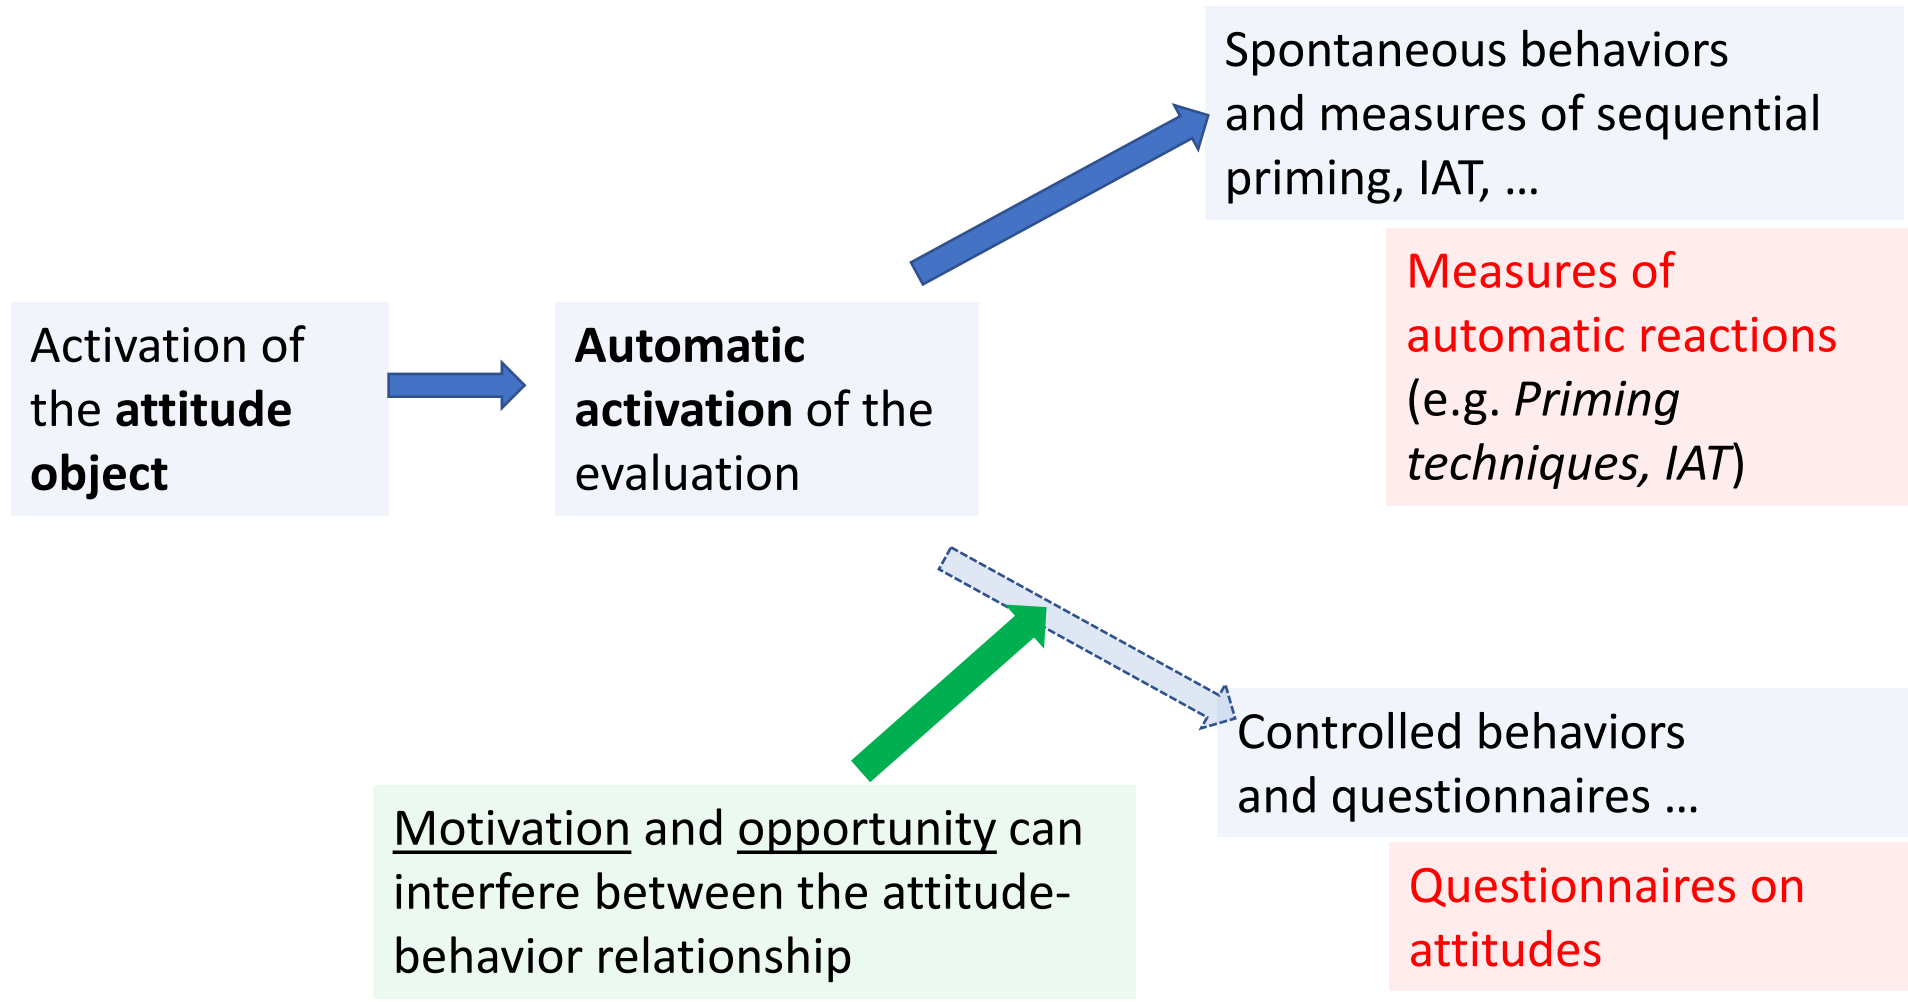 Spontaneous behaviors
and measures of sequential
priming, IAT, …
Measures of
automatic reactions
(e.g. Priming
techniques, IAT)
Activation of
the attitude
object
Automatic
activation of the
evaluation
Controlled behaviors
and questionnaires …
Motivation and opportunity can
interfere between the attitude-
behavior relationship
Questionnaires on
attitudes